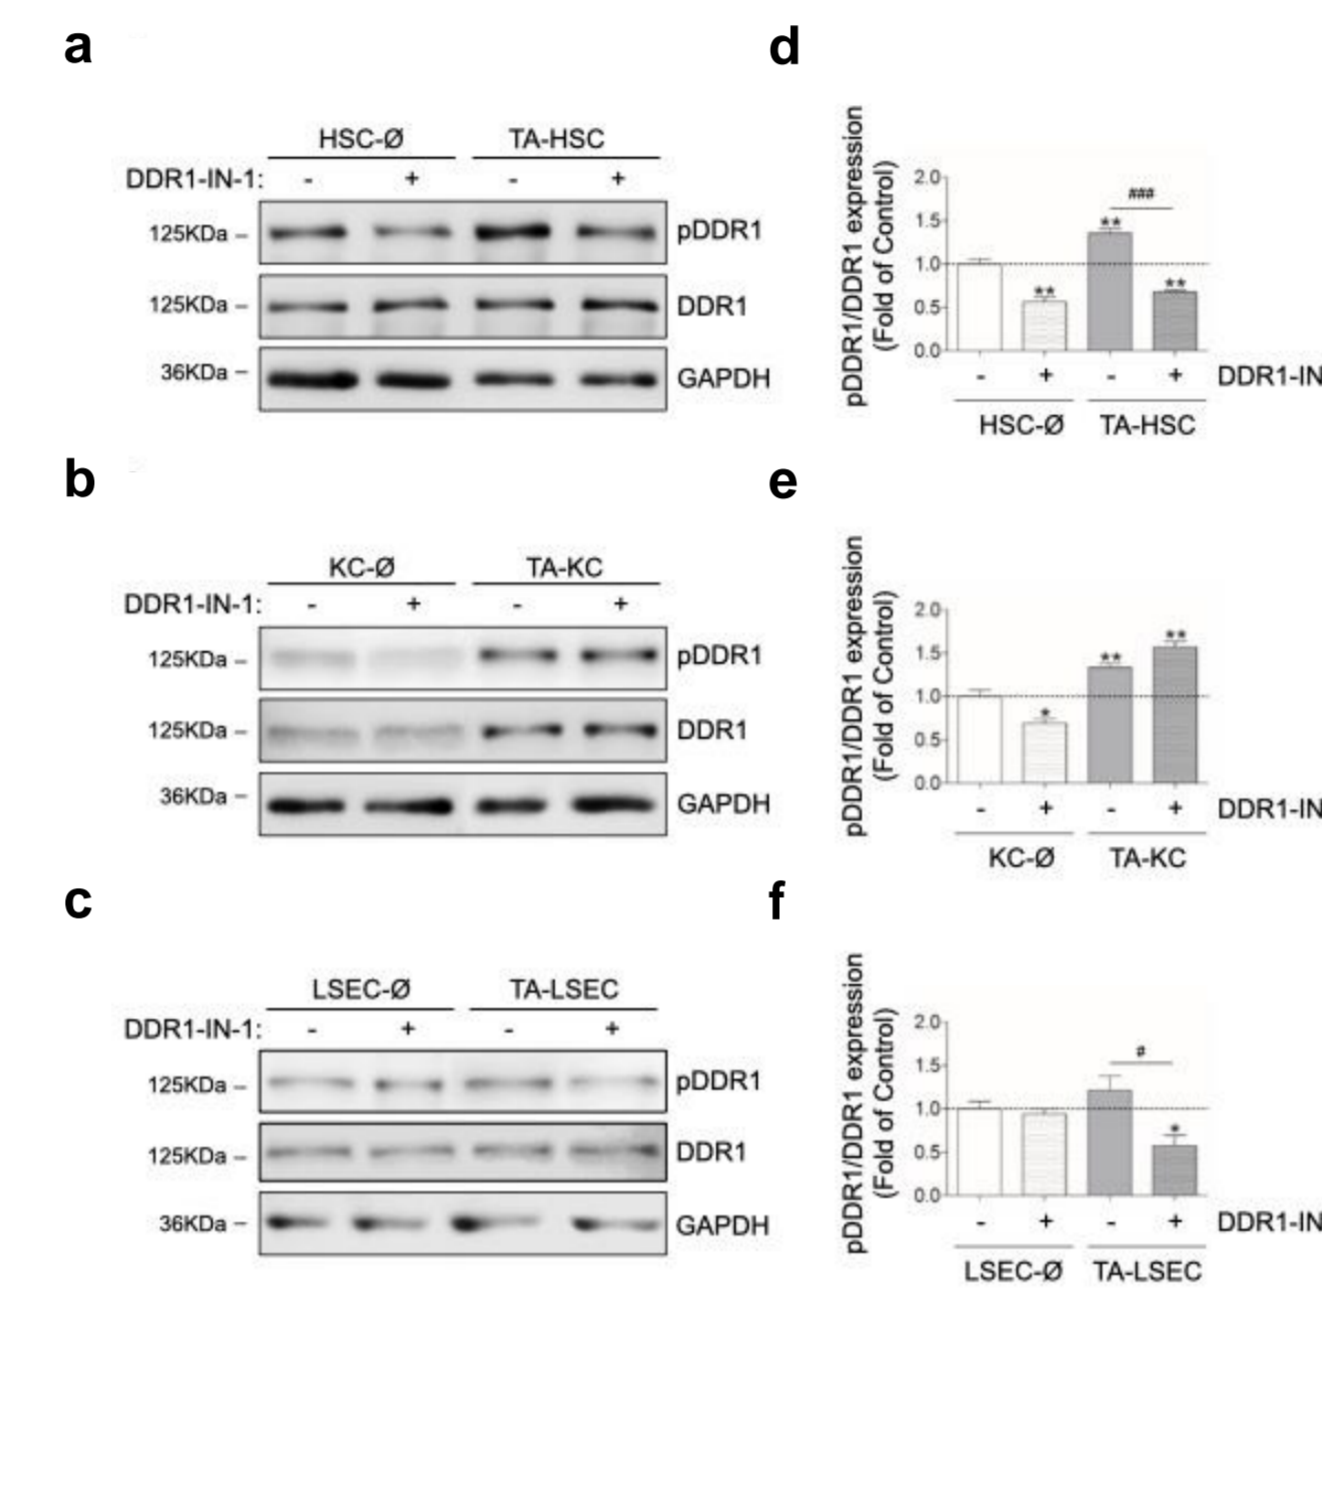 a
HSC-Ø TA-HSC
DDR1-IN-1: - + - +
125KDa – pDDR1
125KDa – DDR1
36KDa – GAPDH
b
KC-Ø TA-KC
DDR1-IN-1: - + - +
125KDa – pDDR1
125KDa – DDR1
36KDa – GAPDH
c
LSEC-Ø TA-LSEC
DDR1-IN-1: - + - +
125KDa – pDDR1
125KDa – DDR1
36KDa – GAPDH
d
pDDR1/DDR1 expression
(Fold of Control)
2.0
1.5
1.0
0.5
0.0
** ** ### **
- + - + DDR1-IN
HSC-Ø TA-HSC
e
pDDR1/DDR1 expression
(Fold of Control)
2.0
1.5
1.0
0.5
0.0
* ** **
- + - + DDR1-IN
KC-Ø TA-KC
f
pDDR1/DDR1 expression
(Fold of Control)
2.0
1.5
1.0
0.5
0.0
# *
- + - + DDR1-IN
LSEC-Ø TA-LSEC